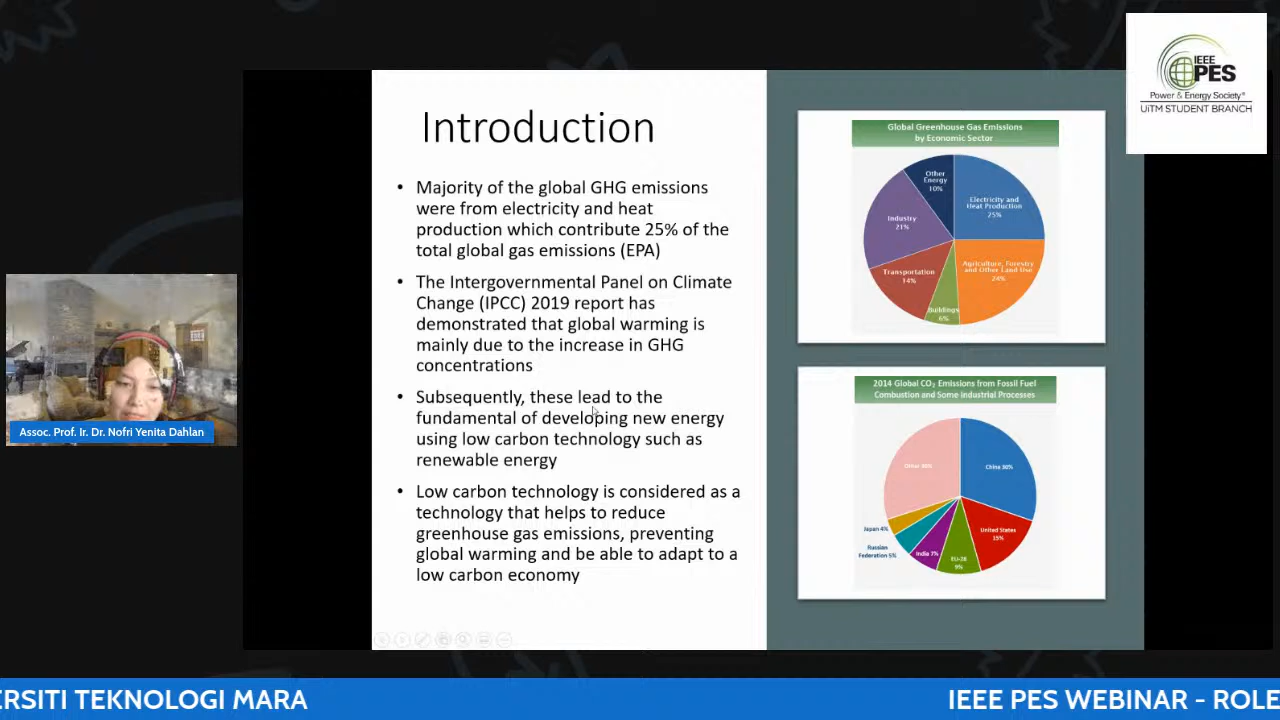 IEEE
PES
Power & Energy Society®
UiTM STUDENT BRANCH
Introduction
• Majority of the global GHG emissions
were from electricity and heat
production which contribute 25% of the
total global gas emissions (EPA)
• The Intergovernmental Panel on Climate
Change (IPCC) 2019 report has
demonstrated that global warming is
mainly due to the increase in GHG
concentrations
• Subsequently, these lead to the
fundamental of developing new energy
using low carbon technology such as
renewable energy
• Low carbon technology is considered as a
technology that helps to reduce
greenhouse gas emissions, preventing
global warming and be able to adapt to a
low carbon economy
Global Greenhouse Gas Emissions
by Economic Sector
Other
Energy
10%
Electricity and
Heat Production
25%
Industry
21%
Agriculture, Forestry
and Other Land Use
24%
Transportation
14%
Buildings
6%
2014 Global CO₂ Emissions from Fossil Fuel
Combustion and Some Industrial Processes
Other 30%
China 30%
Japan 4%
United States
15%
Russian
Federation 5%
India 7%
EU-28
9%
Assoc. Prof. Ir. Dr. Nofri Yenita Dahlan
ERSITI TEKNOLOGI MARA
IEEE PES WEBINAR - ROLE